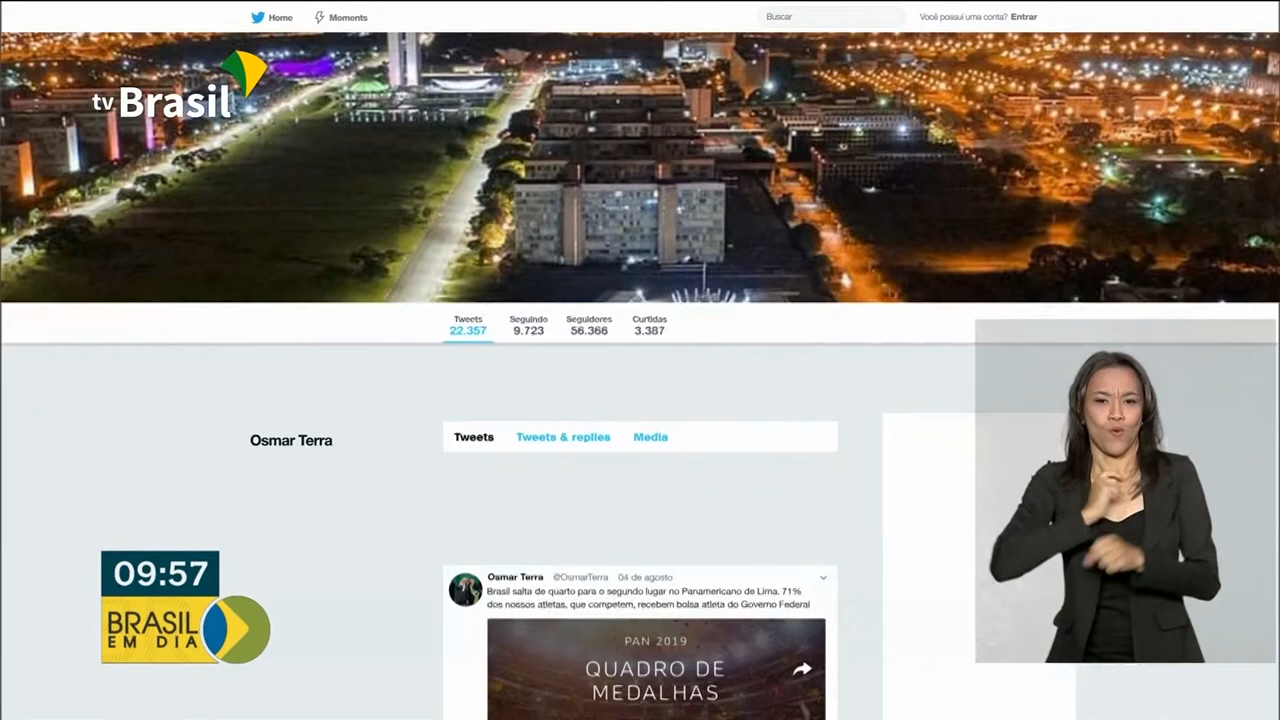 Home
Moments
Buscar
Você possui uma conta? Entrar
tv Brasil
Tweets
22.357
Seguindo
9.723
Seguidores
56.366
Curtidas
3.387
Osmar Terra
Tweets
Tweets & replies
Media
Osmar Terra @OsmarTerra 04 de agosto
Brasil salta de quarto para o segundo lugar no Panamericano de Lima. 71%
dos nossos atletas, que competem, recebem bolsa atleta do Governo Federal
PAN 2019
QUADRO DE
MEDALHAS
09:57
BRASIL
EM DIA